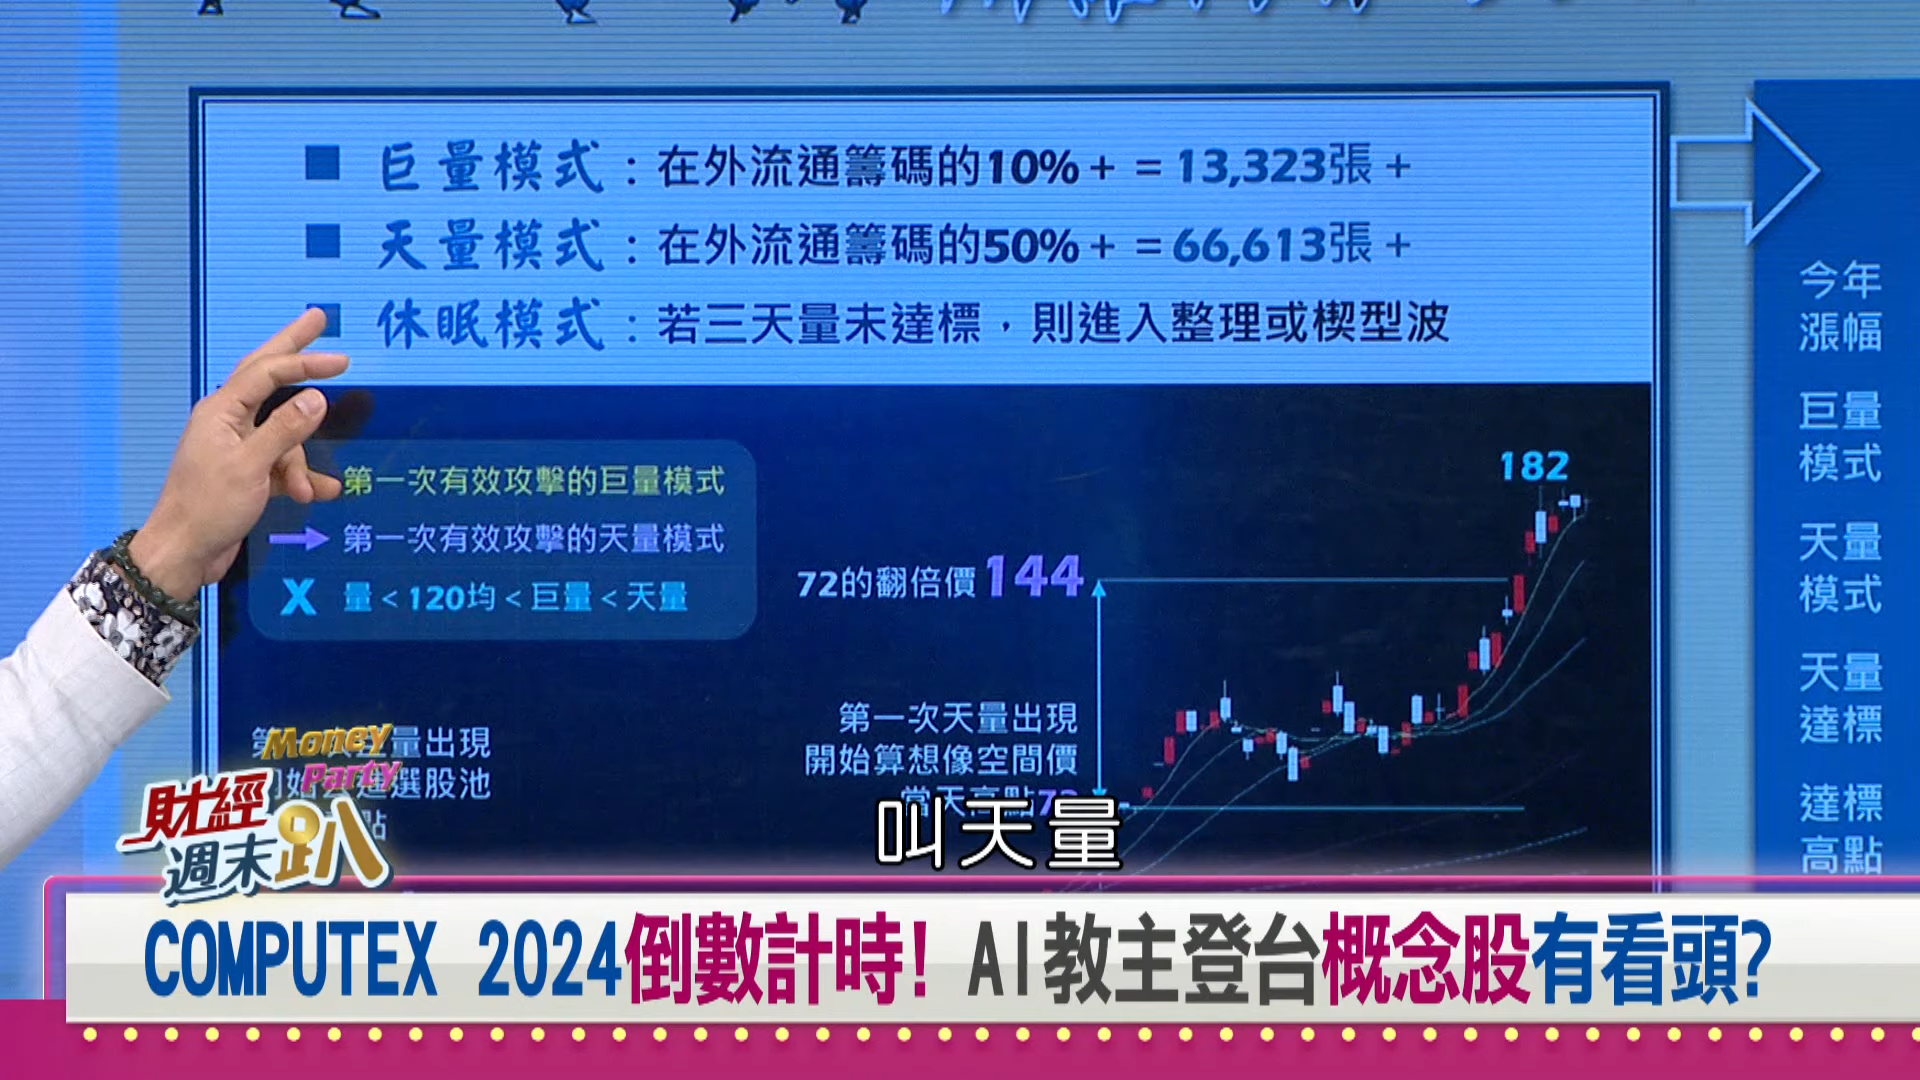 ■ 巨量模式：在外流通籌碼的10%＋ ＝13,323張＋
■ 天量模式：在外流通籌碼的50%＋ ＝66,613張＋
休眠模式：若三天量未達標，則進入整理或楔型波
第一次有效攻擊的巨量模式
第一次有效攻擊的天量模式
X 量＜120均＜巨量＜天量
182
72的翻倍價144
第一次天量出現
開始算想像空間價
量出現
選股池
點
今年
漲幅
巨量
模式
天量
模式
天量
達標
達標
高點
Money
Party
財經
週末趴
叫天量
COMPUTEX 2024倒數計時! AI教主登台概念股有看頭?